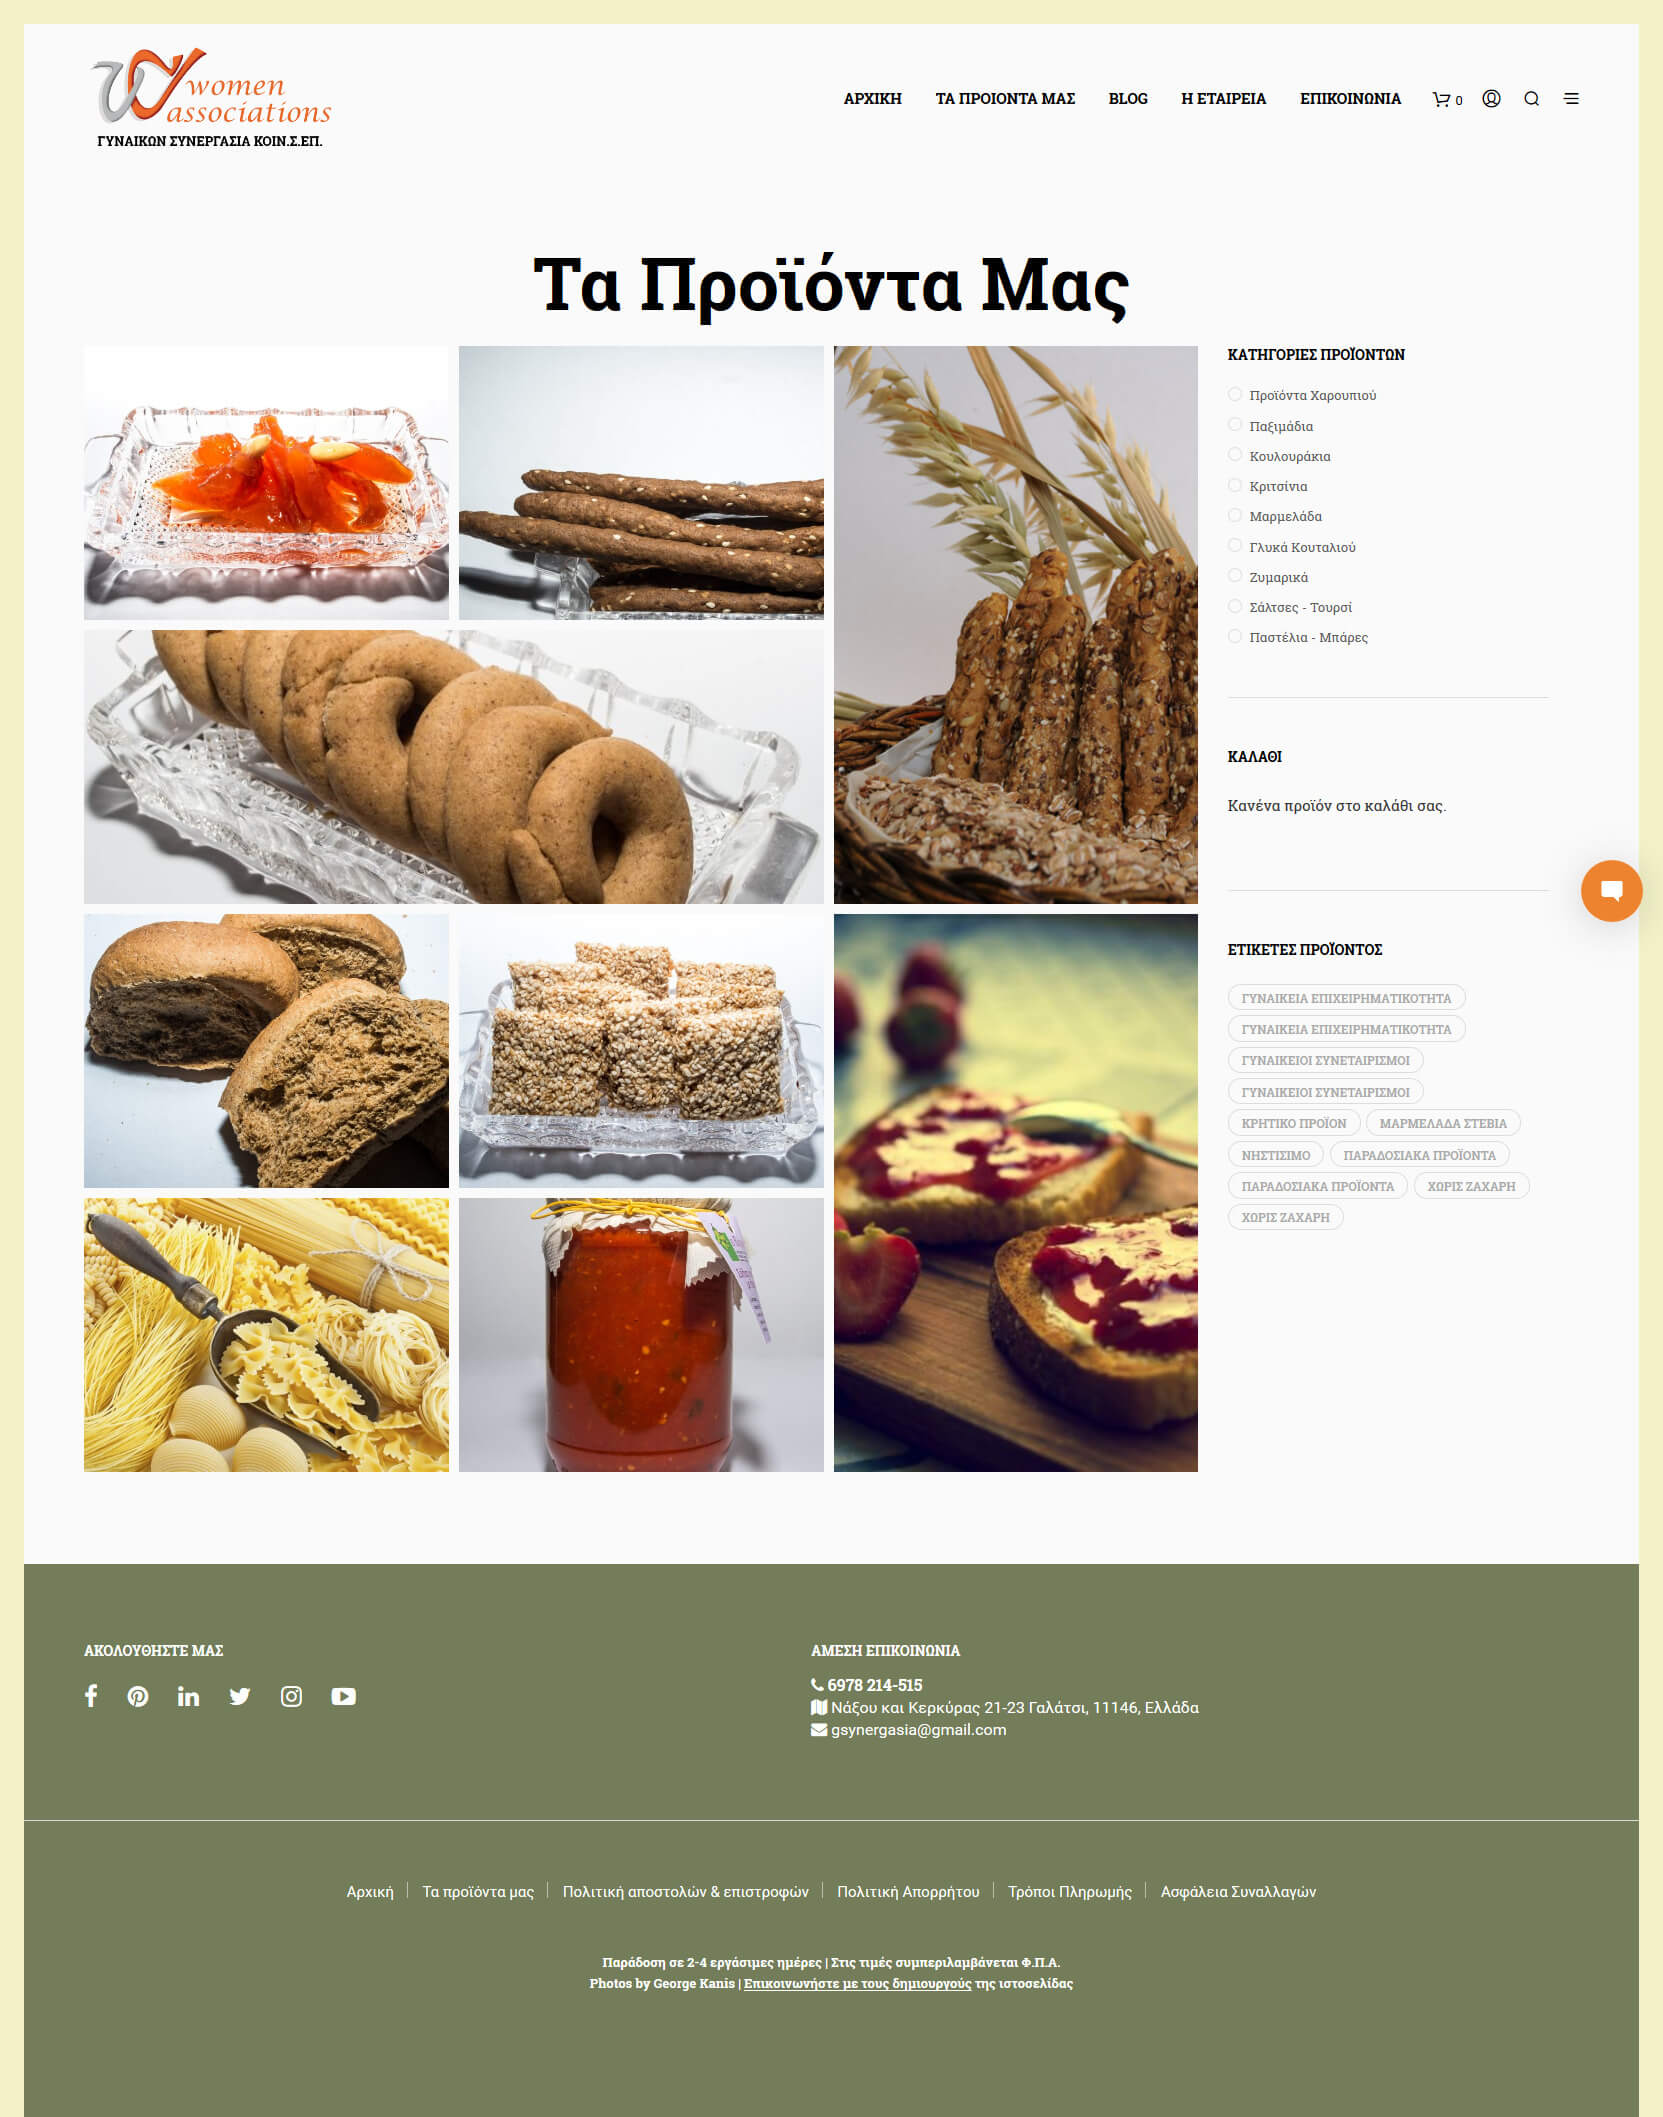 women
associations
ΓΥΝΑΙΚΩΝ ΣΥΝΕΡΓΑΣΙΑ ΚΟΙΝ.Σ.ΕΠ.
ΑΡΧΙΚΗ ΤΑ ΠΡΟΙΟΝΤΑ ΜΑΣ BLOG Η ΕΤΑΙΡΕΙΑ ΕΠΙΚΟΙΝΩΝΙΑ 0
Τα Προϊόντα Μας
ΚΑΤΗΓΟΡΙΕΣ ΠΡΟΪΟΝΤΩΝ
Προϊόντα Χαρουπιού
Παξιμάδια
Κουλουράκια
Κριτσίνια
Μαρμελάδα
Γλυκά Κουταλιού
Ζυμαρικά
Σάλτσες - Τουρσί
Παστέλια - Μπάρες
ΚΑΛΑΘΙ
Κανένα προϊόν στο καλάθι σας.
ΕΤΙΚΕΤΕΣ ΠΡΟΪΟΝΤΟΣ
ΓΥΝΑΙΚΕΙΑ ΕΠΙΧΕΙΡΗΜΑΤΙΚΟΤΗΤΑ
ΓΥΝΑΙΚΕΙΑ ΕΠΙΧΕΙΡΗΜΑΤΙΚΟΤΗΤΑ
ΓΥΝΑΙΚΕΙΟΙ ΣΥΝΕΤΑΙΡΙΣΜΟΙ
ΓΥΝΑΙΚΕΙΟΙ ΣΥΝΕΤΑΙΡΙΣΜΟΙ
ΚΡΗΤΙΚΟ ΠΡΟΪΟΝ ΜΑΡΜΕΛΑΔΑ ΣΤΕΒΙΑ
ΝΗΣΤΙΣΙΜΟ ΠΑΡΑΔΟΣΙΑΚΑ ΠΡΟΪΟΝΤΑ
ΠΑΡΑΔΟΣΙΑΚΑ ΠΡΟΪΟΝΤΑ ΧΩΡΙΣ ΖΑΧΑΡΗ
ΧΩΡΙΣ ΖΑΧΑΡΗ
ΑΚΟΛΟΥΘΗΣΤΕ ΜΑΣ
ΑΜΕΣΗ ΕΠΙΚΟΙΝΩΝΙΑ
6978 214-515
Νάξου και Κερκύρας 21-23 Γαλάτσι, 11146, Ελλάδα
gsynergasia@gmail.com
Αρχική Τα προϊόντα μας Πολιτική αποστολών & επιστροφών Πολιτική Απορρήτου Τρόποι Πληρωμής Ασφάλεια Συναλλαγών
Παράδοση σε 2-4 εργάσιμες ημέρες | Στις τιμές συμπεριλαμβάνεται Φ.Π.Α.
Photos by George Kanis | Επικοινωνήστε με τους δημιουργούς της ιστοσελίδας